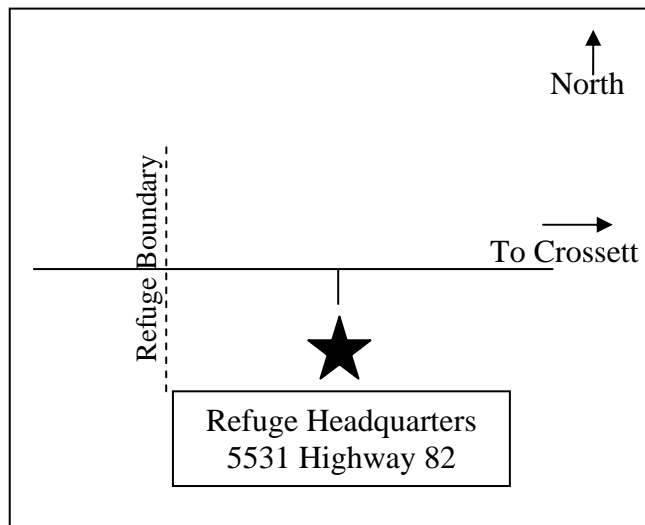 North
To Crossett
Refuge Boundary
Refuge Headquarters
5531 Highway 82